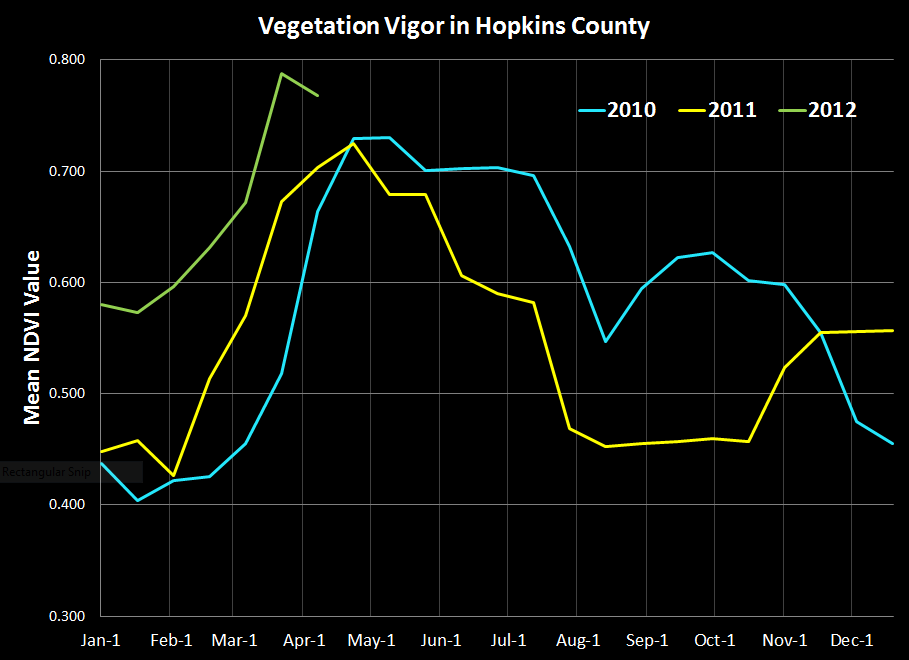 Vegetation Vigor in Hopkins County
2010 2011 2012
Mean NDVI Value
0.800
0.700
0.600
0.500
0.400
0.300
Rectangular Snip
Jan-1 Feb-1 Mar-1 Apr-1 May-1 Jun-1 Jul-1 Aug-1 Sep-1 Oct-1 Nov-1 Dec-1